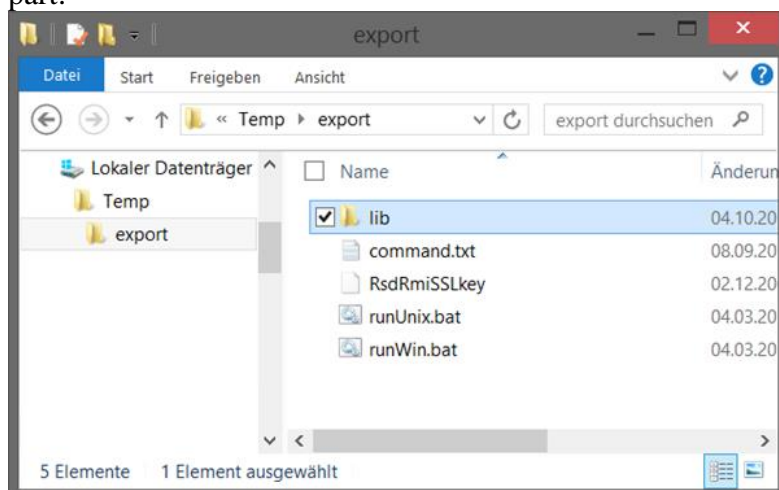 part.
export
Datei Start Freigeben Ansicht
« Temp export export durchsuchen
Lokaler Datenträger
Temp
export
Name Änderun
lib 04.10.20
command.txt 08.09.20
RsdRmiSSLkey 02.12.20
runUnix.bat 04.03.20
runWin.bat 04.03.20
5 Elemente 1 Element ausgewählt